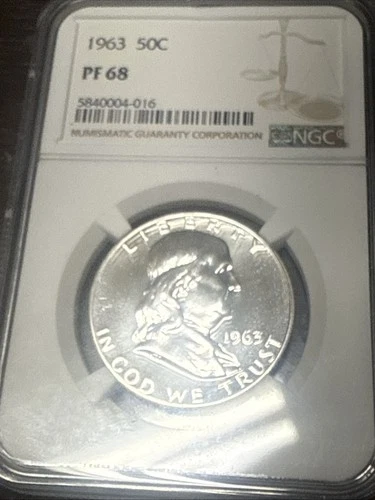 1963 50C
PF 68
5840004-016
NUMISMATIC GUARANTY CORPORATION
NGC
LIBERTY
1963
IN GOD WE TRUST